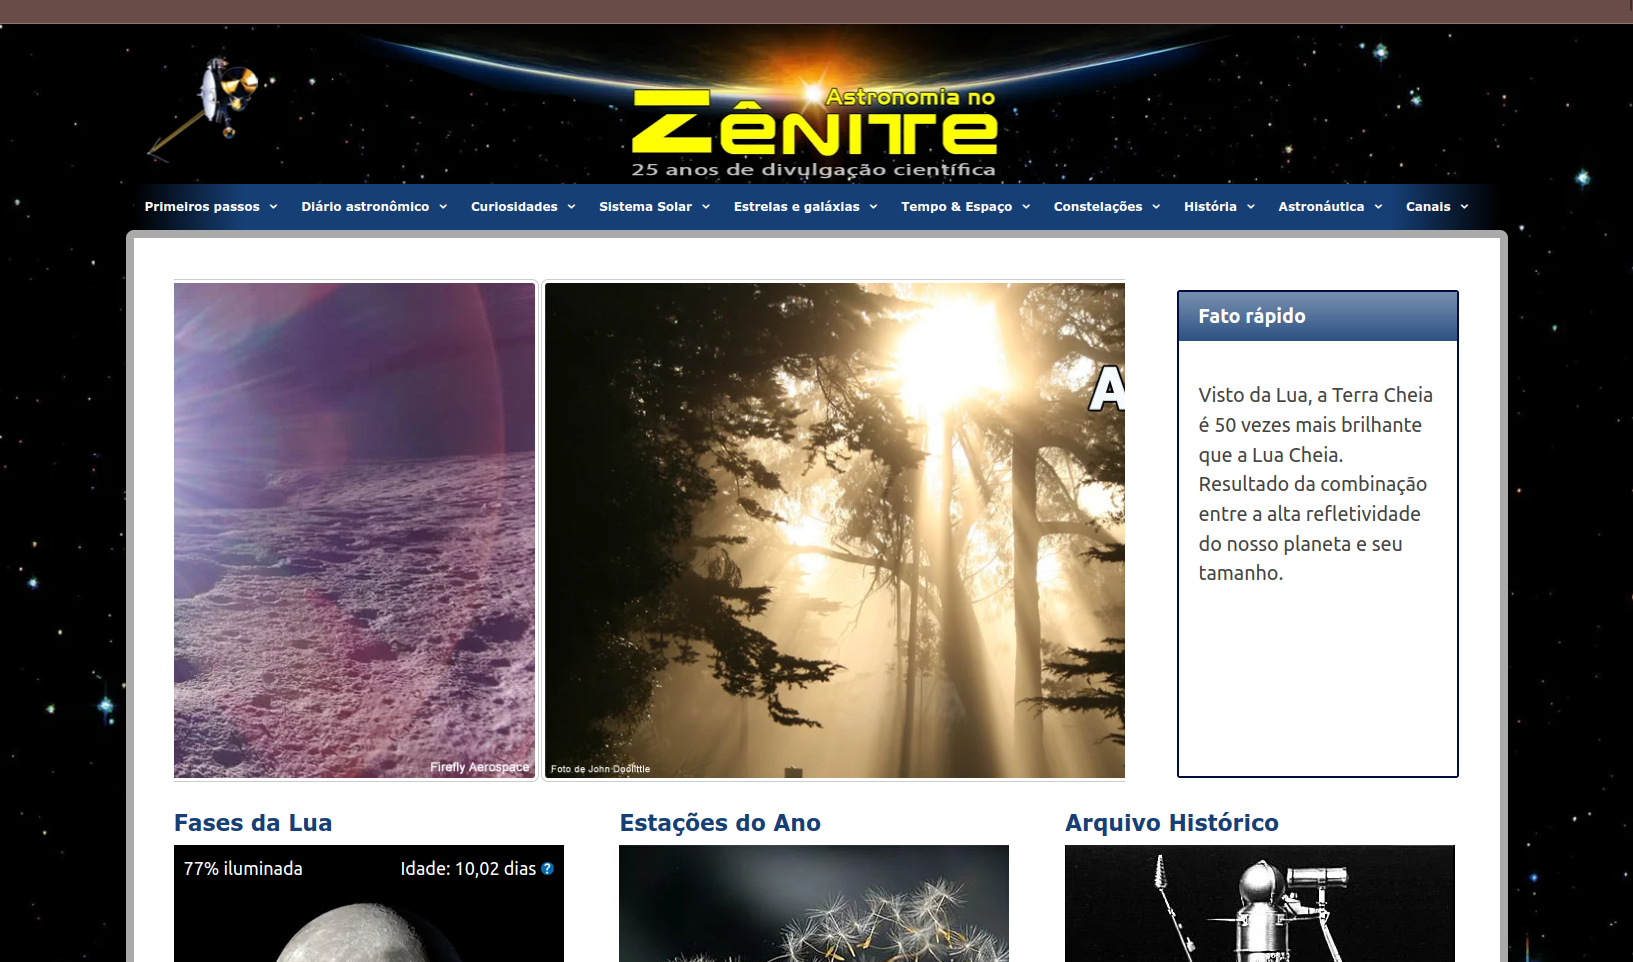 Astronomia no
Zênite
25 anos de divulgação científica
Primeiros passos
Diário astronômico
Curiosidades
Sistema Solar
Estrelas e galáxias
Tempo & Espaço
Constelações
História
Astronáutica
Canais
Firefly Aerospace
A
Foto de John Doolittle
Fato rápido
Visto da Lua, a Terra Cheia
é 50 vezes mais brilhante
que a Lua Cheia.
Resultado da combinação
entre a alta refletividade
do nosso planeta e seu
tamanho.
Fases da Lua
77% iluminada
Idade: 10,02 dias ?
Estações do Ano
Arquivo Histórico